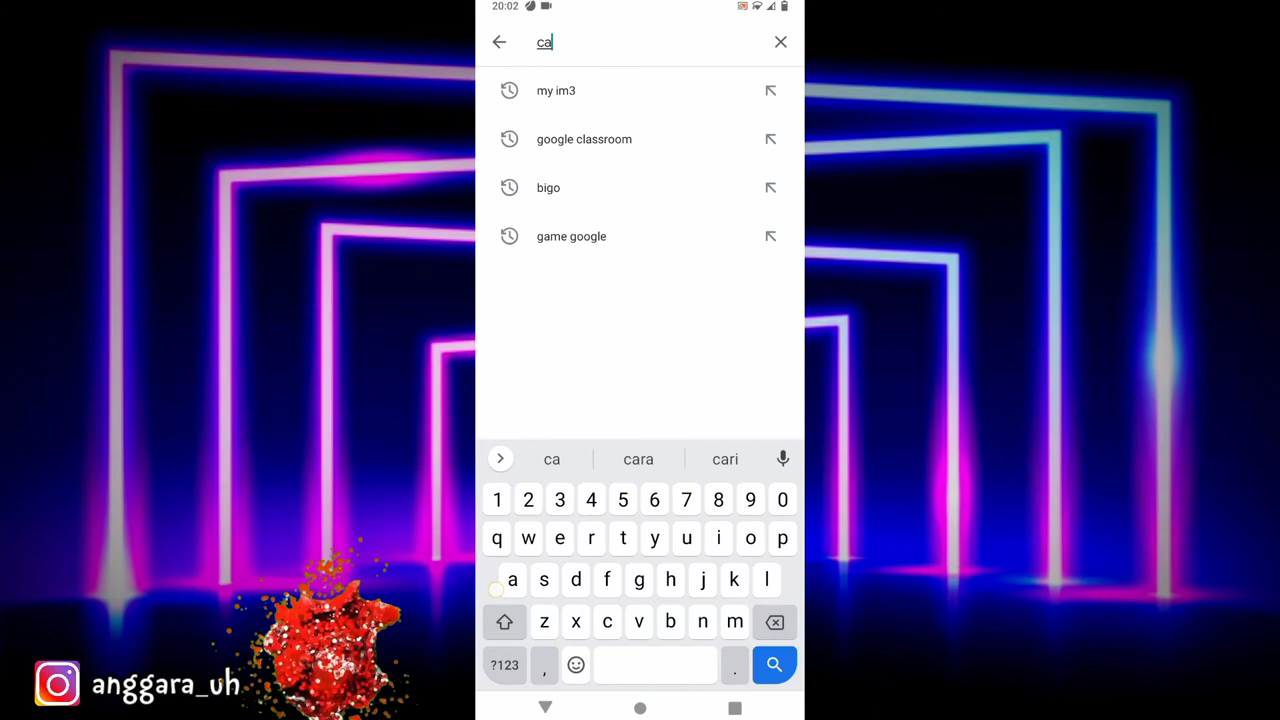 20:02
ca
my im3
google classroom
bigo
game google
ca cara cari
1 2 3 4 5 6 7 8 9 0
q w e r t y u i o p
a s d f g h j k l
z x c v b n m
?123 , .
anggara_uh